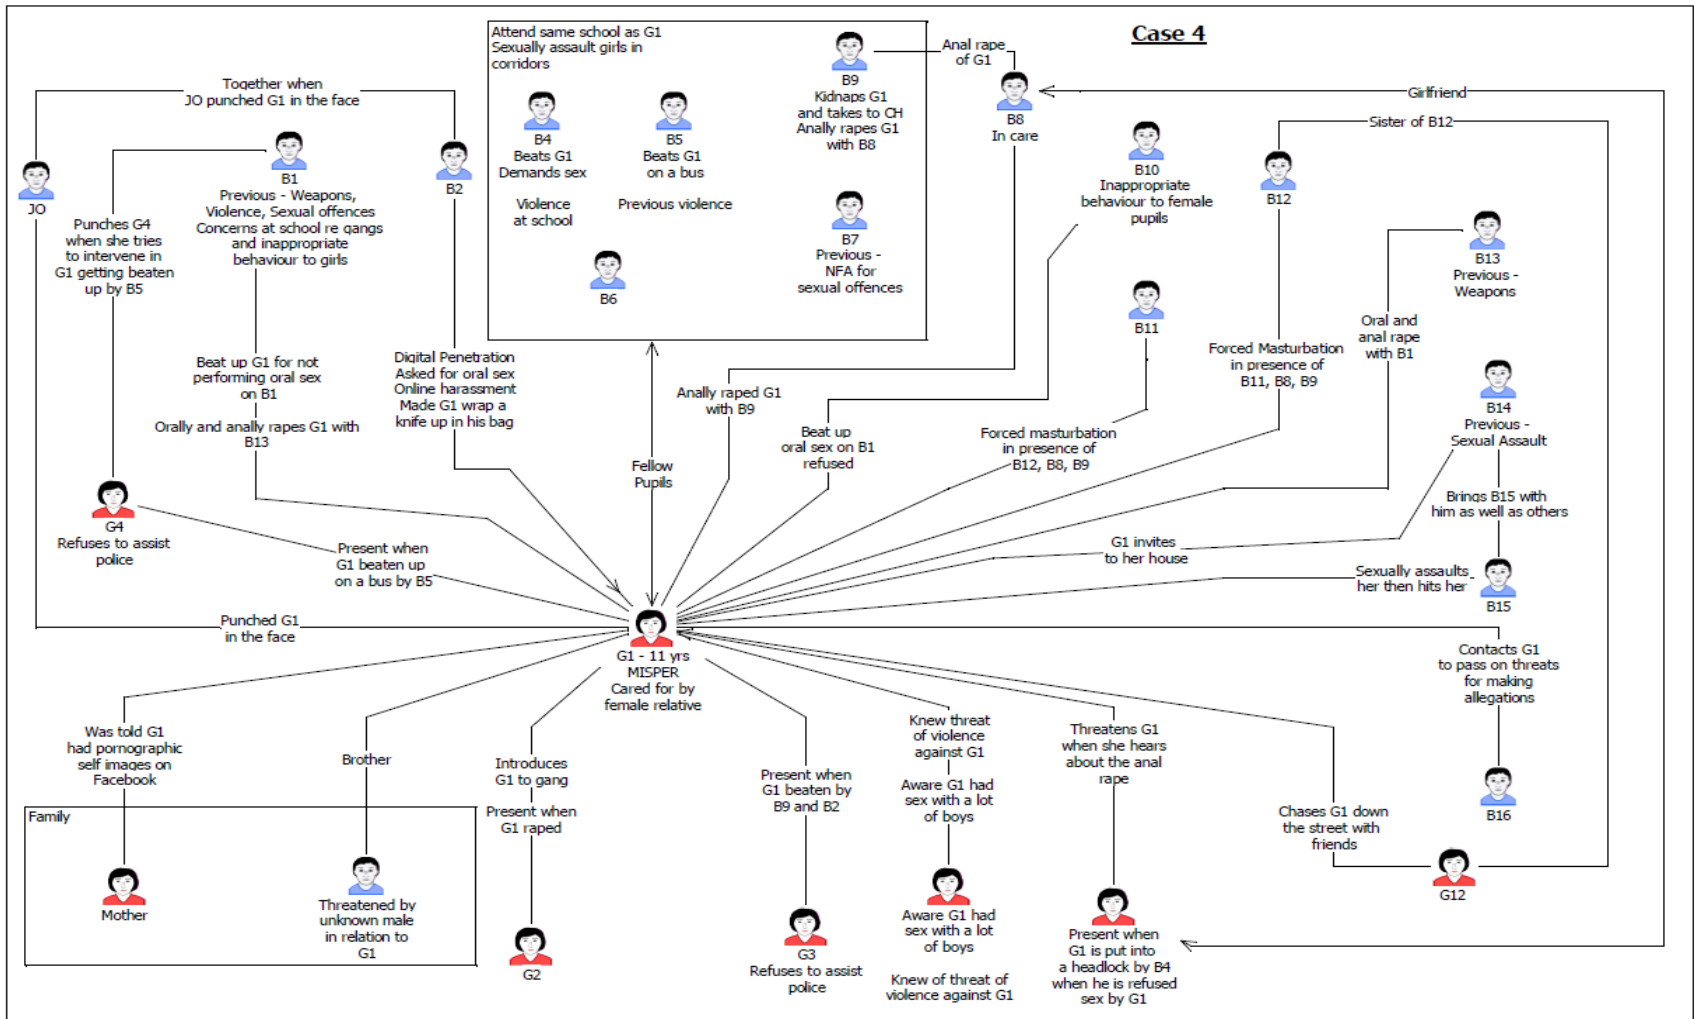 Case 4
Attend same school as G1
Sexually assault girls in
corridors
B9
Kidnaps G1
and takes to CH
Anally rapes G1
with B8
Anal rape
of G1
B8
In care
Girlfriend
Sister of B12
Together when
JO punched G1 in the face
JO
B1
Previous - Weapons,
Violence, Sexual offences
Concerns at school re gangs
and inappropriate
behaviour to girls
B2
B4
Beats G1
Demands sex
Violence
at school
B5
Beats G1
on a bus
Previous violence
B6
B7
Previous -
NFA for
sexual offences
B10
Inappropriate
behaviour to female
pupils
B12
B11
B13
Previous -
Weapons
Punches G4
when she tries
to intervene in
G1 getting beaten
up by B5
Beat up G1 for not
performing oral sex
on B1
Orally and anally rapes G1 with
B13
Digital Penetration
Asked for oral sex
Online harassment
Made G1 wrap a
knife up in his bag
Fellow
Pupils
Anally raped G1
with B9
Beat up
oral sex on B1
refused
Forced masturbation
in presence of
B12, B8, B9
Forced Masturbation
in presence of
B11, B8, B9
Oral and
anal rape
with B1
B14
Previous -
Sexual Assault
Brings B15 with
him as well as others
G1 invites
to her house
Sexually assaults
her then hits her
B15
G4
Refuses to assist
police
Present when
G1 beaten up
on a bus by B5
Punched G1
in the face
G1 - 11 yrs
MISPER
Cared for by
female relative
Contacts G1
to pass on threats
for making
allegations
B16
Was told G1
had pornographic
self images on
Facebook
Brother
Introduces
G1 to gang
Present when
G1 raped
Present when
G1 beaten by
B9 and B2
Knew threat
of violence
against G1
Aware G1 had
sex with a lot
of boys
Threatens G1
when she hears
about the anal
rape
Chases G1 down
the street with
friends
G12
Family
Mother
Threatened by
unknown male
in relation to
G1
G2
G3
Refuses to assist
police
Aware G1 had
sex with a lot
of boys
Knew of threat of
violence against G1
Present when
G1 is put into
a headlock by B4
when he is refused
sex by G1